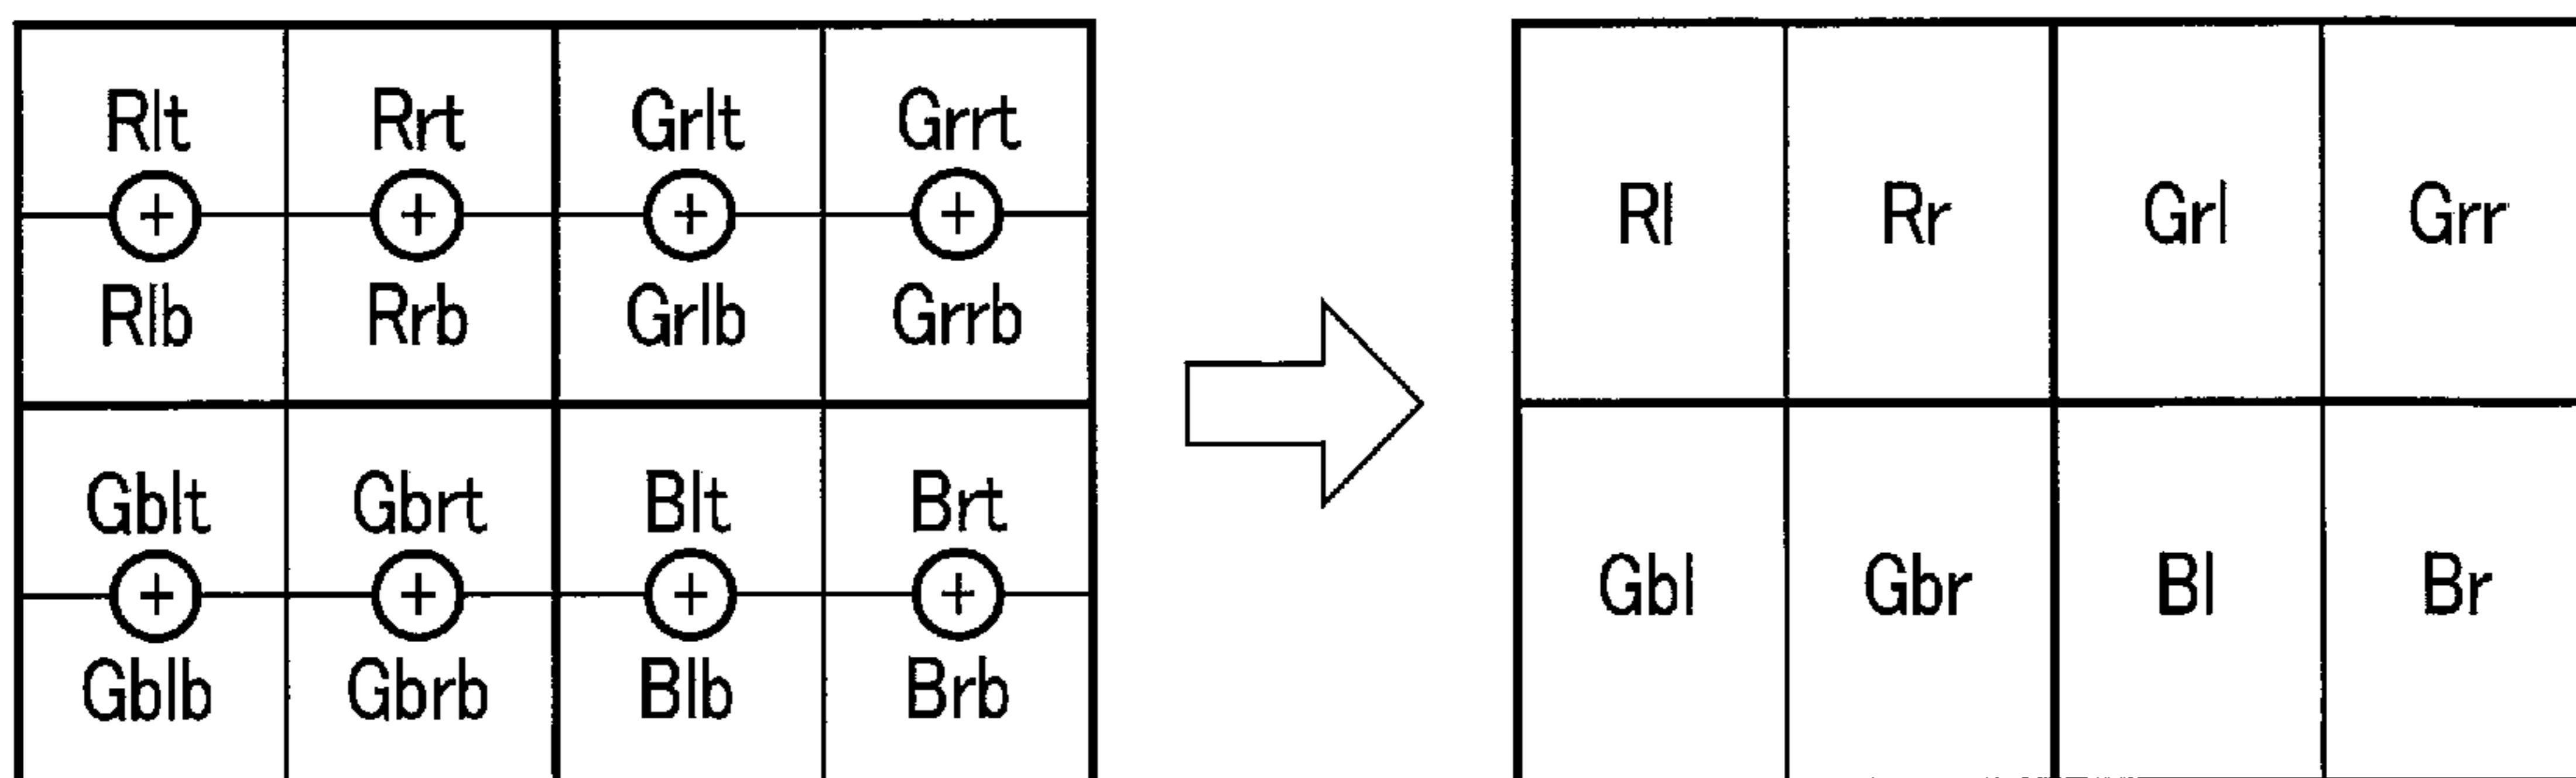 Rlt Rrt Grlt Grrt
+ + + +
Rlb Rrb Grlb Grrb
Gblt Gbrt Blt Brt
+ + + +
Gblb Gbrb Blb Brb
Rl Rr Grl Grr
Gbl Gbr Bl Br